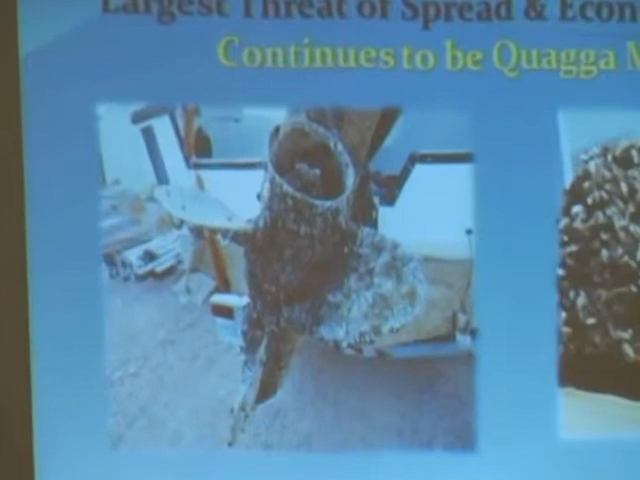 Largest Threat of Spread & Econ
Continues to be Quagga M